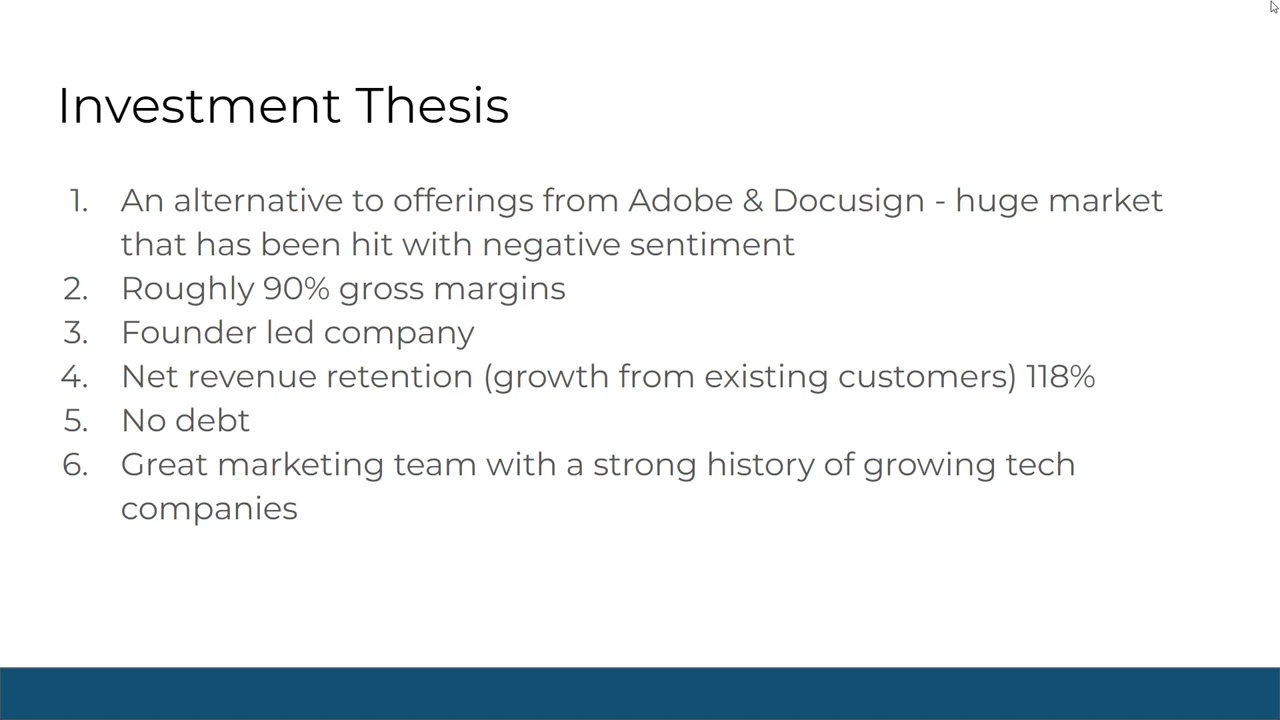 Investment Thesis
1. An alternative to offerings from Adobe & Docusign - huge market
that has been hit with negative sentiment
2. Roughly 90% gross margins
3. Founder led company
4. Net revenue retention (growth from existing customers) 118%
5. No debt
6. Great marketing team with a strong history of growing tech
companies